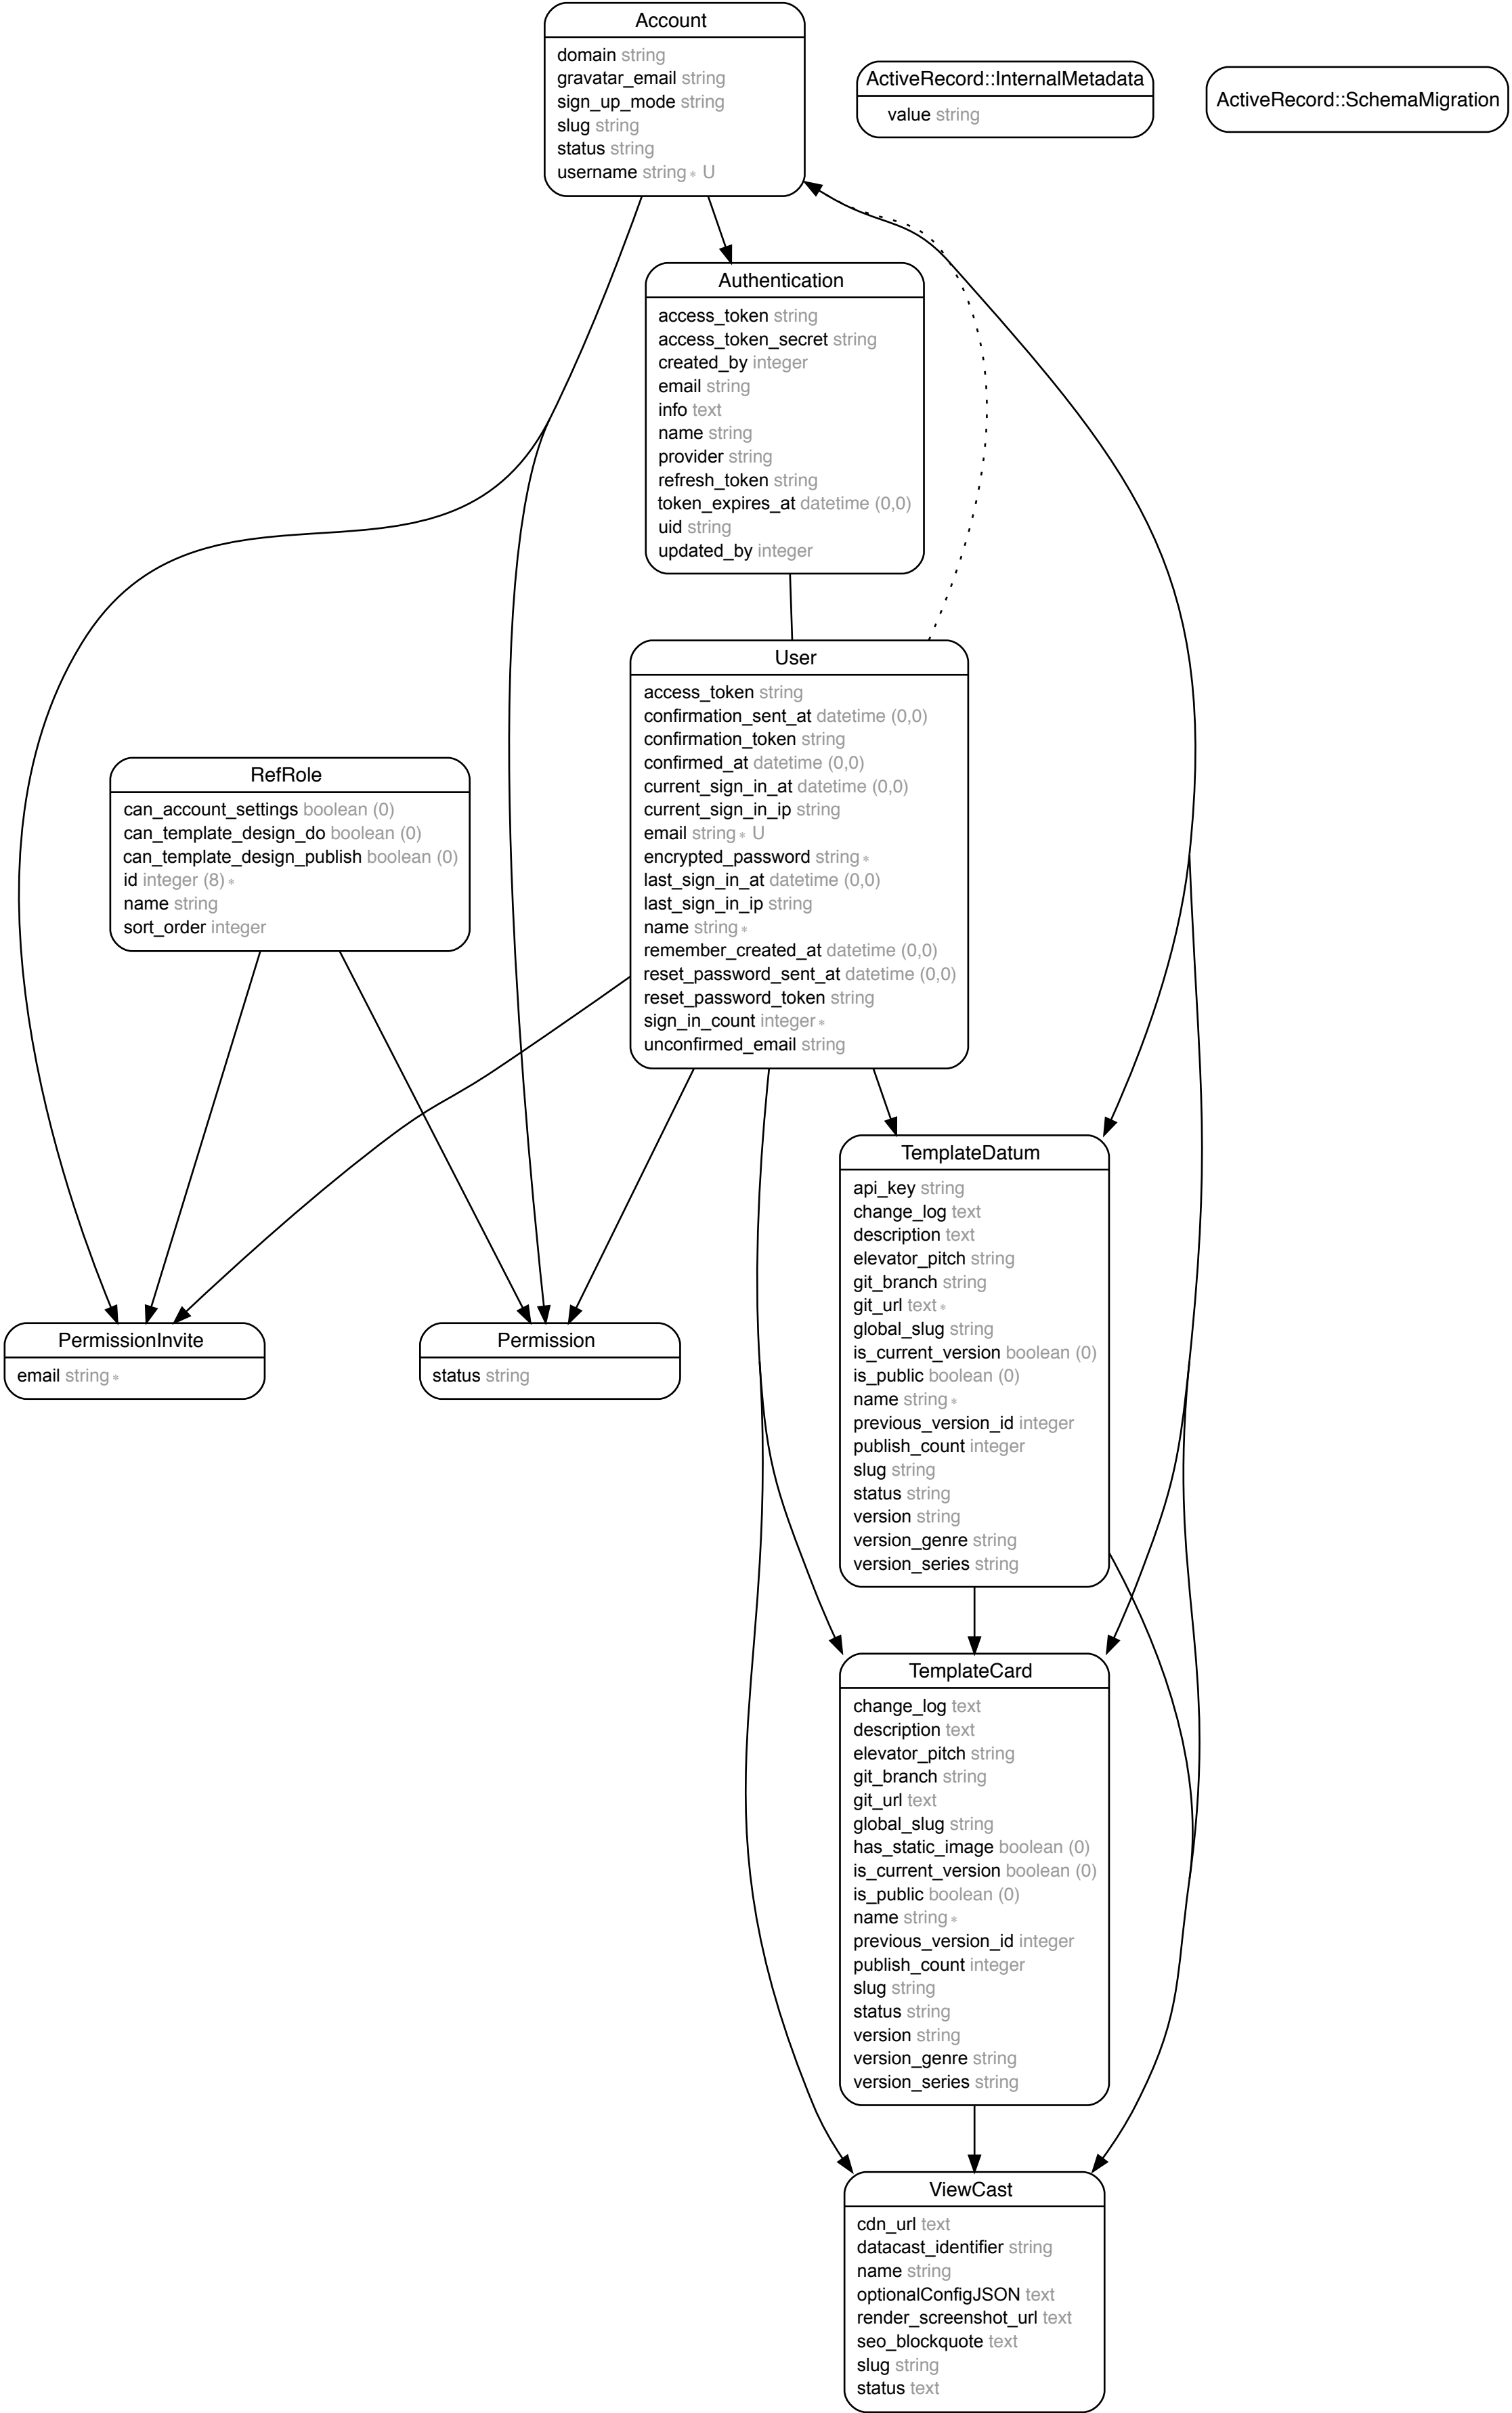 Account
domain string
gravatar_email string
sign_up_mode string
slug string
status string
username string∗ U
ActiveRecord::InternalMetadata
value string
ActiveRecord::SchemaMigration
Authentication
access_token string
access_token_secret string
created_by integer
email string
info text
name string
provider string
refresh_token string
token_expires_at datetime (0,0)
uid string
updated_by integer
User
access_token string
confirmation_sent_at datetime (0,0)
confirmation_token string
confirmed_at datetime (0,0)
current_sign_in_at datetime (0,0)
current_sign_in_ip string
email string∗ U
encrypted_password string∗
last_sign_in_at datetime (0,0)
last_sign_in_ip string
name string∗
remember_created_at datetime (0,0)
reset_password_sent_at datetime (0,0)
reset_password_token string
sign_in_count integer∗
unconfirmed_email string
RefRole
can_account_settings boolean (0)
can_template_design_do boolean (0)
can_template_design_publish boolean (0)
id integer (8)∗
name string
sort_order integer
PermissionInvite
email string∗
Permission
status string
TemplateDatum
api_key string
change_log text
description text
elevator_pitch string
git_branch string
git_url text∗
global_slug string
is_current_version boolean (0)
is_public boolean (0)
name string∗
previous_version_id integer
publish_count integer
slug string
status string
version string
version_genre string
version_series string
TemplateCard
change_log text
description text
elevator_pitch string
git_branch string
git_url text
global_slug string
has_static_image boolean (0)
is_current_version boolean (0)
is_public boolean (0)
name string∗
previous_version_id integer
publish_count integer
slug string
status string
version string
version_genre string
version_series string
ViewCast
cdn_url text
datacast_identifier string
name string
optionalConfigJSON text
render_screenshot_url text
seo_blockquote text
slug string
status text